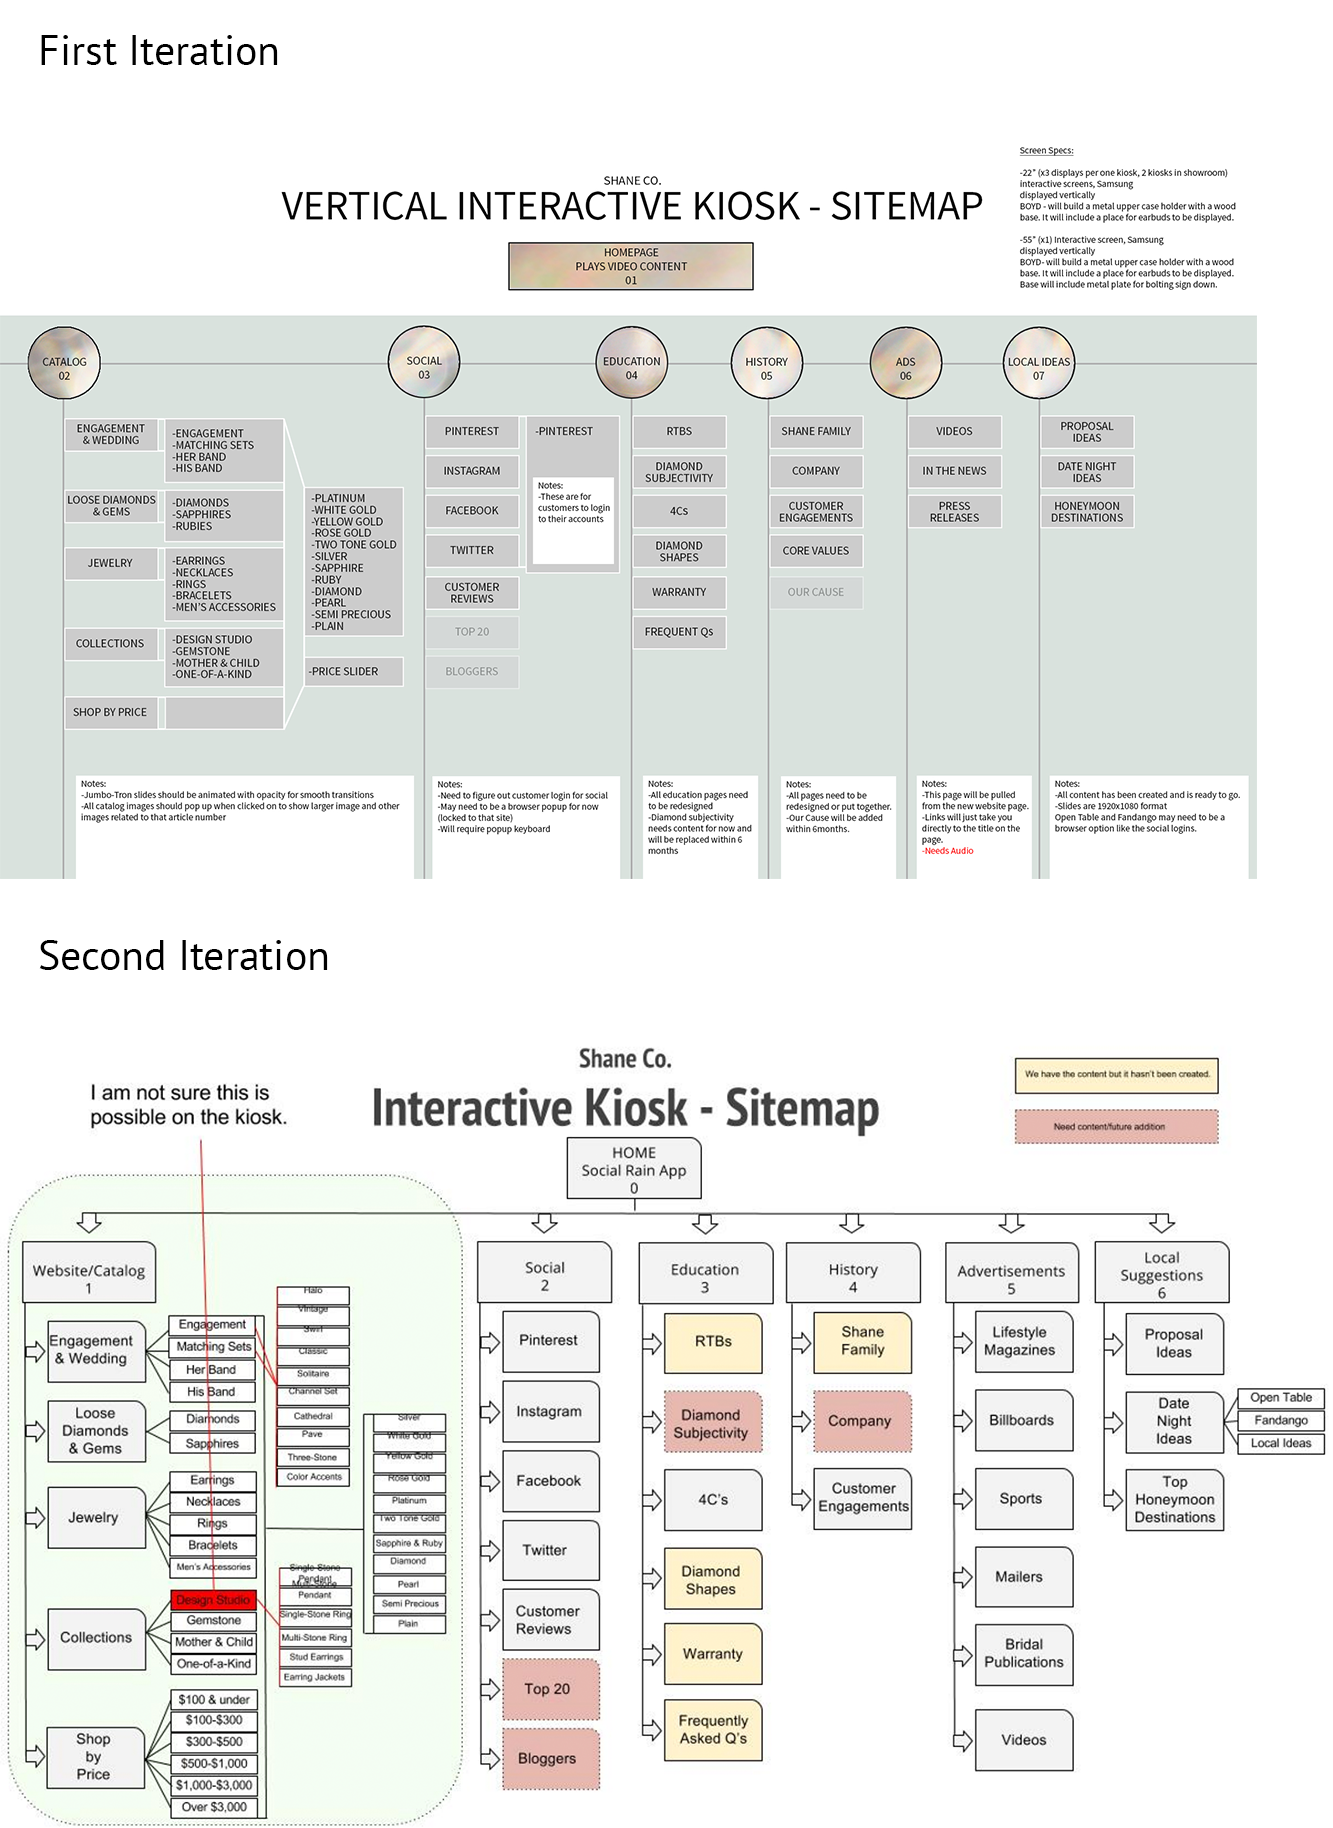 First Iteration
SHANE CO.
VERTICAL INTERACTIVE KIOSK - SITEMAP
Screen Specs:
-22" (x3 displays per one kiosk, 2 kiosks in showroom)
interactive screens, Samsung
displayed vertically
BOYD - will build a metal upper case holder with a wood
base. It will include a place for earbuds to be displayed.
-55" (x1) Interactive screen, Samsung
displayed vertically
BOYD- will build a metal upper case holder with a wood
base. It will include a place for earbuds to be displayed.
Base will include metal plate for bolting sign down.
HOMEPAGE
PLAYS VIDEO CONTENT
01
CATALOG
02
SOCIAL
03
EDUCATION
04
HISTORY
05
ADS
06
LOCAL IDEAS
07
ENGAGEMENT
& WEDDING
-ENGAGEMENT
-MATCHING SETS
-HER BAND
-HIS BAND
LOOSE DIAMONDS
& GEMS
-DIAMONDS
-SAPPHIRES
-RUBIES
JEWELRY
-EARRINGS
-NECKLACES
-RINGS
-BRACELETS
-MEN'S ACCESSORIES
COLLECTIONS
-DESIGN STUDIO
-GEMSTONE
-MOTHER & CHILD
-ONE-OF-A-KIND
SHOP BY PRICE
-PLATINUM
-WHITE GOLD
-YELLOW GOLD
-ROSE GOLD
-TWO TONE GOLD
-SILVER
-SAPPHIRE
-RUBY
-DIAMOND
-PEARL
-SEMI PRECIOUS
-PLAIN
-PRICE SLIDER
PINTEREST
INSTAGRAM
FACEBOOK
TWITTER
CUSTOMER
REVIEWS
TOP 20
BLOGGERS
-PINTEREST
Notes:
-These are for
customers to login
to their accounts
RTBS
DIAMOND
SUBJECTIVITY
4Cs
DIAMOND
SHAPES
WARRANTY
FREQUENT Qs
SHANE FAMILY
COMPANY
CUSTOMER
ENGAGEMENTS
CORE VALUES
OUR CAUSE
VIDEOS
IN THE NEWS
PRESS
RELEASES
PROPOSAL
IDEAS
DATE NIGHT
IDEAS
HONEYMOON
DESTINATIONS
Notes:
-Jumbo-Tron slides should be animated with opacity for smooth transitions
-All catalog images should pop up when clicked on to show larger image and other
images related to that article number
Notes:
-Need to figure out customer login for social
-May need to be a browser popup for now
(locked to that site)
-Will require popup keyboard
Notes:
-All education pages need
to be redesigned
-Diamond subjectivity
needs content for now and
will be replaced within 6
months
Notes:
-All pages need to be
redesigned or put together.
-Our Cause will be added
within 6months.
Notes:
-This page will be pulled
from the new website page.
-Links will just take you
directly to the title on the
page.
-Needs Audio
Notes:
-All content has been created and is ready to go.
-Slides are 1920x1080 format
Open Table and Fandango may need to be a
browser option like the social logins.
Second Iteration
Shane Co.
Interactive Kiosk - Sitemap
I am not sure this is
possible on the kiosk.
We have the content but it hasn't been created.
Need content/future addition
HOME
Social Rain App
0
Website/Catalog
1
Engagement
& Wedding
Engagement
Matching Sets
Her Band
His Band
Loose
Diamonds
& Gems
Diamonds
Sapphires
Jewelry
Earrings
Necklaces
Rings
Bracelets
Men's Accessories
Collections
Design Studio
Gemstone
Mother & Child
One-of-a-Kind
Shop
by
Price
$100 & under
$100-$300
$300-$500
$500-$1,000
$1,000-$3,000
Over $3,000
Halo
Vintage
Swirl
Classic
Solitaire
Channel Set
Cathedral
Pave
Three-Stone
Color Accents
Single-Stone
Pendant
Multi-Stone
Pendant
Single-Stone Ring
Multi-Stone Ring
Stud Earrings
Earring Jackets
Silver
White Gold
Yellow Gold
Rose Gold
Platinum
Two Tone Gold
Sapphire & Ruby
Diamond
Pearl
Semi Precious
Plain
Social
2
Pinterest
Instagram
Facebook
Twitter
Customer
Reviews
Top 20
Bloggers
Education
3
RTBs
Diamond
Subjectivity
4C's
Diamond
Shapes
Warranty
Frequently
Asked Q's
History
4
Shane
Family
Company
Customer
Engagements
Advertisements
5
Lifestyle
Magazines
Billboards
Sports
Mailers
Bridal
Publications
Videos
Local
Suggestions
6
Proposal
Ideas
Date
Night
Ideas
Open Table
Fandango
Local Ideas
Top
Honeymoon
Destinations